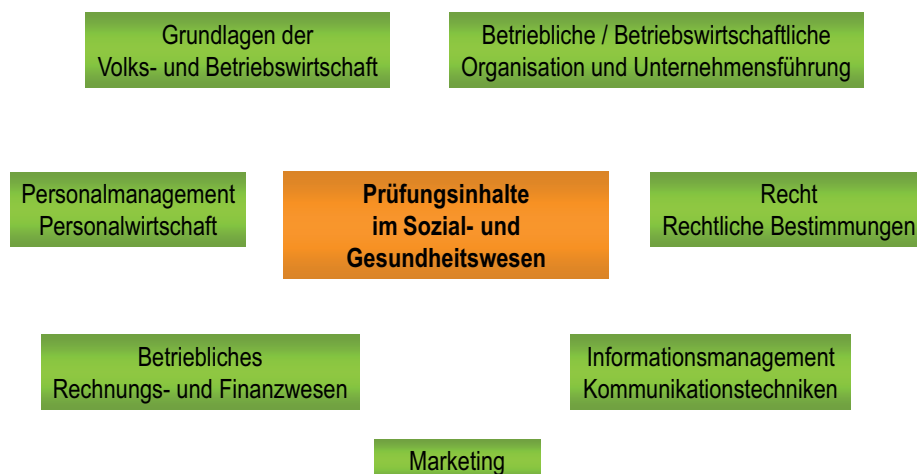 Grundlagen der
Volks- und Betriebswirtschaft
Betriebliche / Betriebswirtschaftliche
Organisation und Unternehmensführung
Personalmanagement
Personalwirtschaft
Prüfungsinhalte
im Sozial- und
Gesundheitswesen
Recht
Rechtliche Bestimmungen
Betriebliches
Rechnungs- und Finanzwesen
Informationsmanagement
Kommunikationstechniken
Marketing